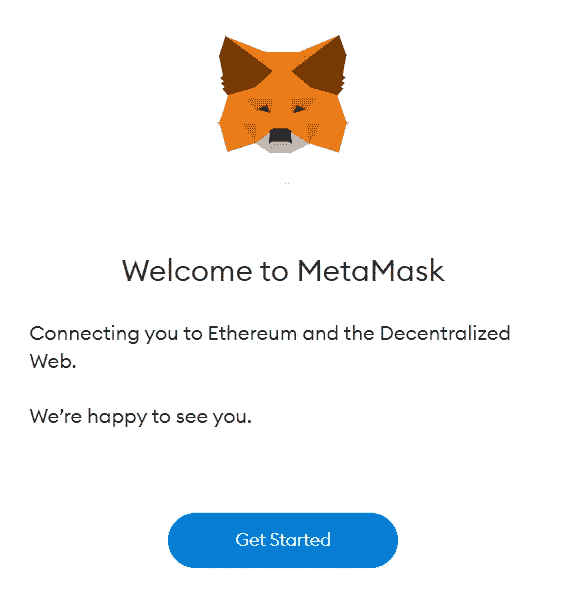 Welcome to MetaMask
Connecting you to Ethereum and the Decentralized
Web.
We’re happy to see you.
Get Started